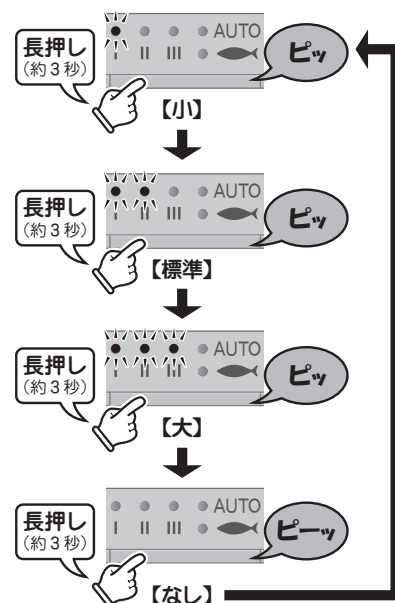 長押し
(約3秒)
I II III AUTO
ピッ
【小】
長押し
(約3秒)
I II III AUTO
ピッ
【標準】
長押し
(約3秒)
I II III AUTO
ピッ
【大】
長押し
(約3秒)
I II III AUTO
ピーッ
【なし】